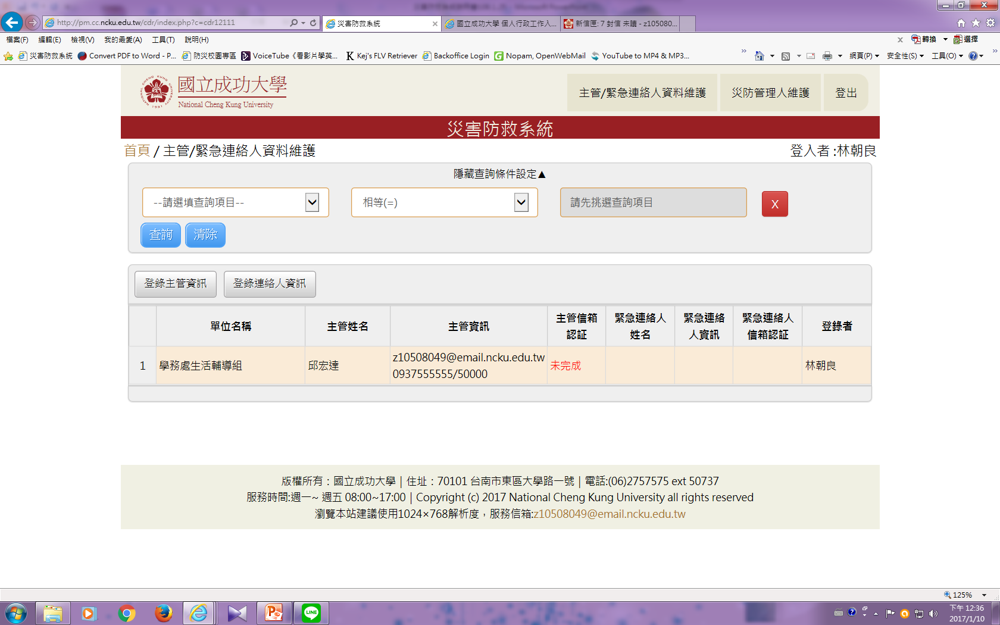 http://pm.cc.ncku.edu.tw/cdr/index.php?c=cdr12111
災害防救系統
國立成功大學 個人行政工作入...
新信匣: 7 封信 未讀 - z105080...
檔案(F) 編輯(E) 檢視(V) 我的最愛(A) 工具(T) 說明(H)
x 轉換 選擇
災害防救系統 Convert PDF to Word - P... 防災校園專區 VoiceTube《看影片學英... Kej's FLV Retriever Backoffice Login Nopam, OpenWebMail YouTube to MP4 & MP3...
網頁(P) 安全性(S) 工具(O)
國立成功大學
National Cheng Kung University
主管/緊急連絡人資料維護 災防管理人維護 登出
災害防救系統
首頁 / 主管/緊急連絡人資料維護
登入者 :林朝良
隱藏查詢條件設定▲
--請選填查詢項目-- 相等(=) 請先挑選查詢項目 X
查詢 清除
登錄主管資訊 登錄連絡人資訊
單位名稱 主管姓名 主管資訊 主管信箱認証 緊急連絡人姓名 緊急連絡人資訊 緊急連絡人信箱認証 登錄者
1 學務處生活輔導組 邱宏達 z10508049@email.ncku.edu.tw 未完成 林朝良
0937555555/50000
版權所有：國立成功大學 | 住址：70101 台南市東區大學路一號 | 電話:(06)2757575 ext 50737
服務時間:週一~ 週五 08:00~17:00 | Copyright (c) 2017 National Cheng Kung University all rights reserved
瀏覽本站建議使用1024×768解析度，服務信箱:z10508049@email.ncku.edu.tw
125%
LINE
下午 12:36
2017/1/10